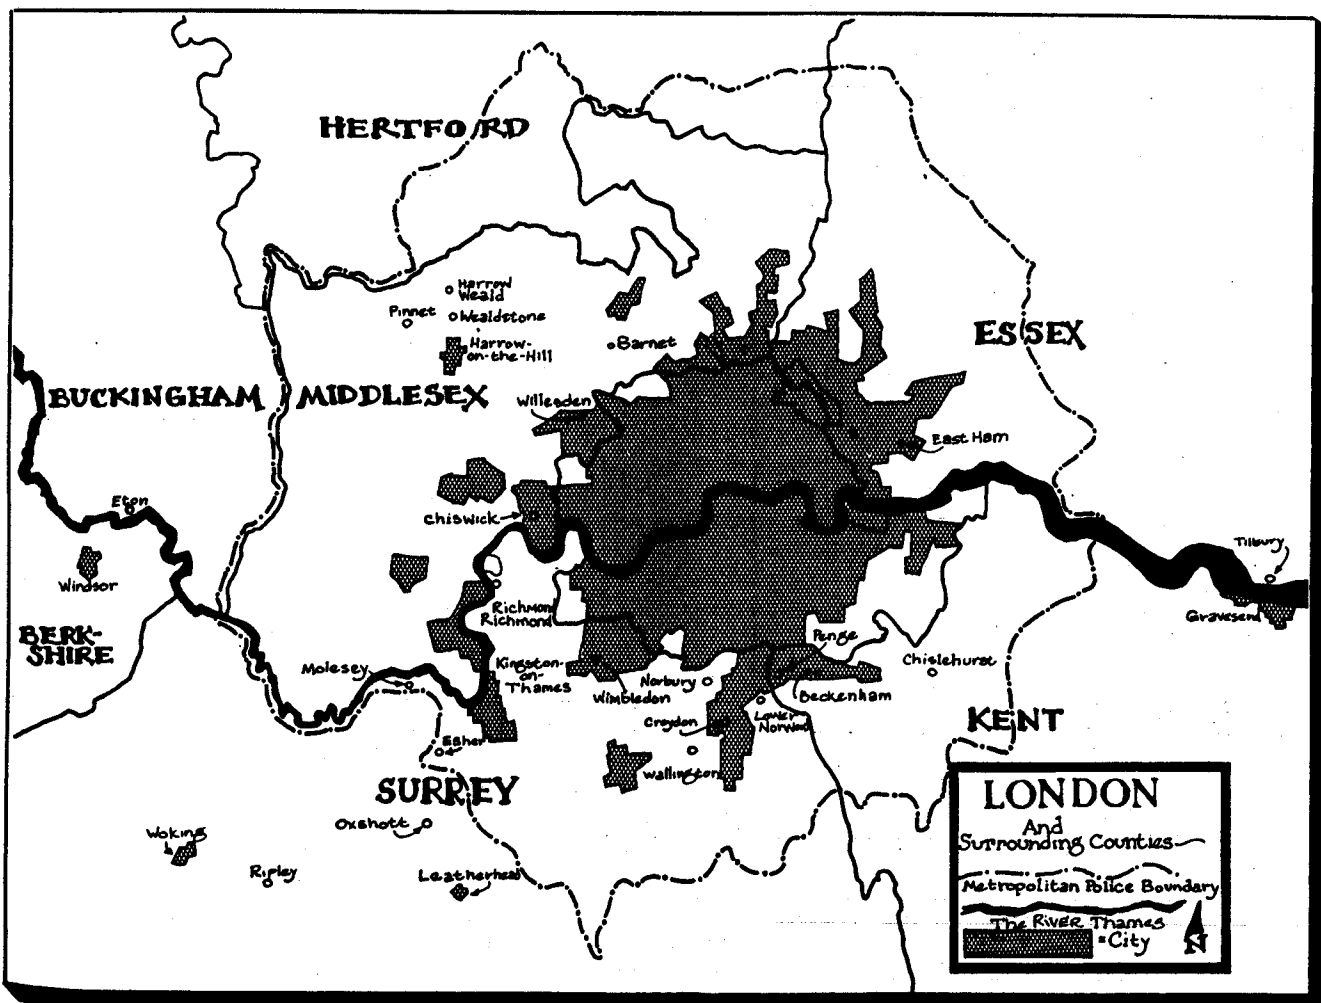 HERTFORD
Harrow
Weald
Pinnet
Wealdstone
Harrow-
on-the-Hill
Barnet
ESSEX
BUCKINGHAM
MIDDLESEX
Willesden
East Ham
Eton
Chiswick
Tilbury
Windsor
Richmond
Richmond
Gravesend
BERK-
SHIRE
Penge
Molesey
Kingston-
on-
Thames
Chislehurst
Norbury
Wimbledon
Beckenham
Croydon
Lower
Norwood
KENT
Esher
Wallington
SURREY
Oxshott
Woking
Ripley
Leatherhead
LONDON
And
Surrounding Counties
Metropolitan Police Boundary
The River Thames
=City
N